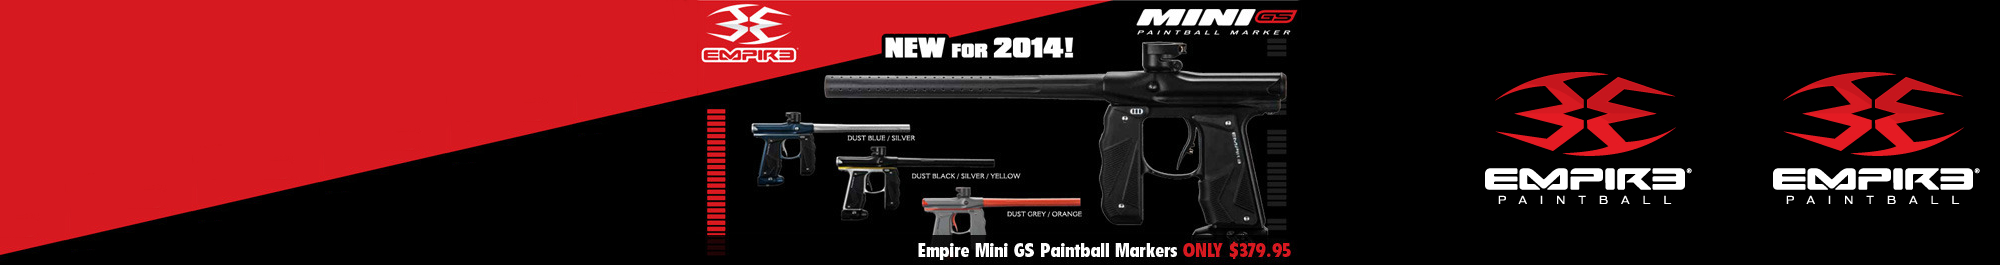 EMPIRE
MINI GS
PAINTBALL MARKER
NEW FOR 2014!
DUST BLUE / SILVER
DUST BLACK / SILVER / YELLOW
DUST GREY / ORANGE
EMPIRE
Empire Mini GS Paintball Markers ONLY $379.95
EMPIRE®
PAINTBALL
EMPIRE®
PAINTBALL